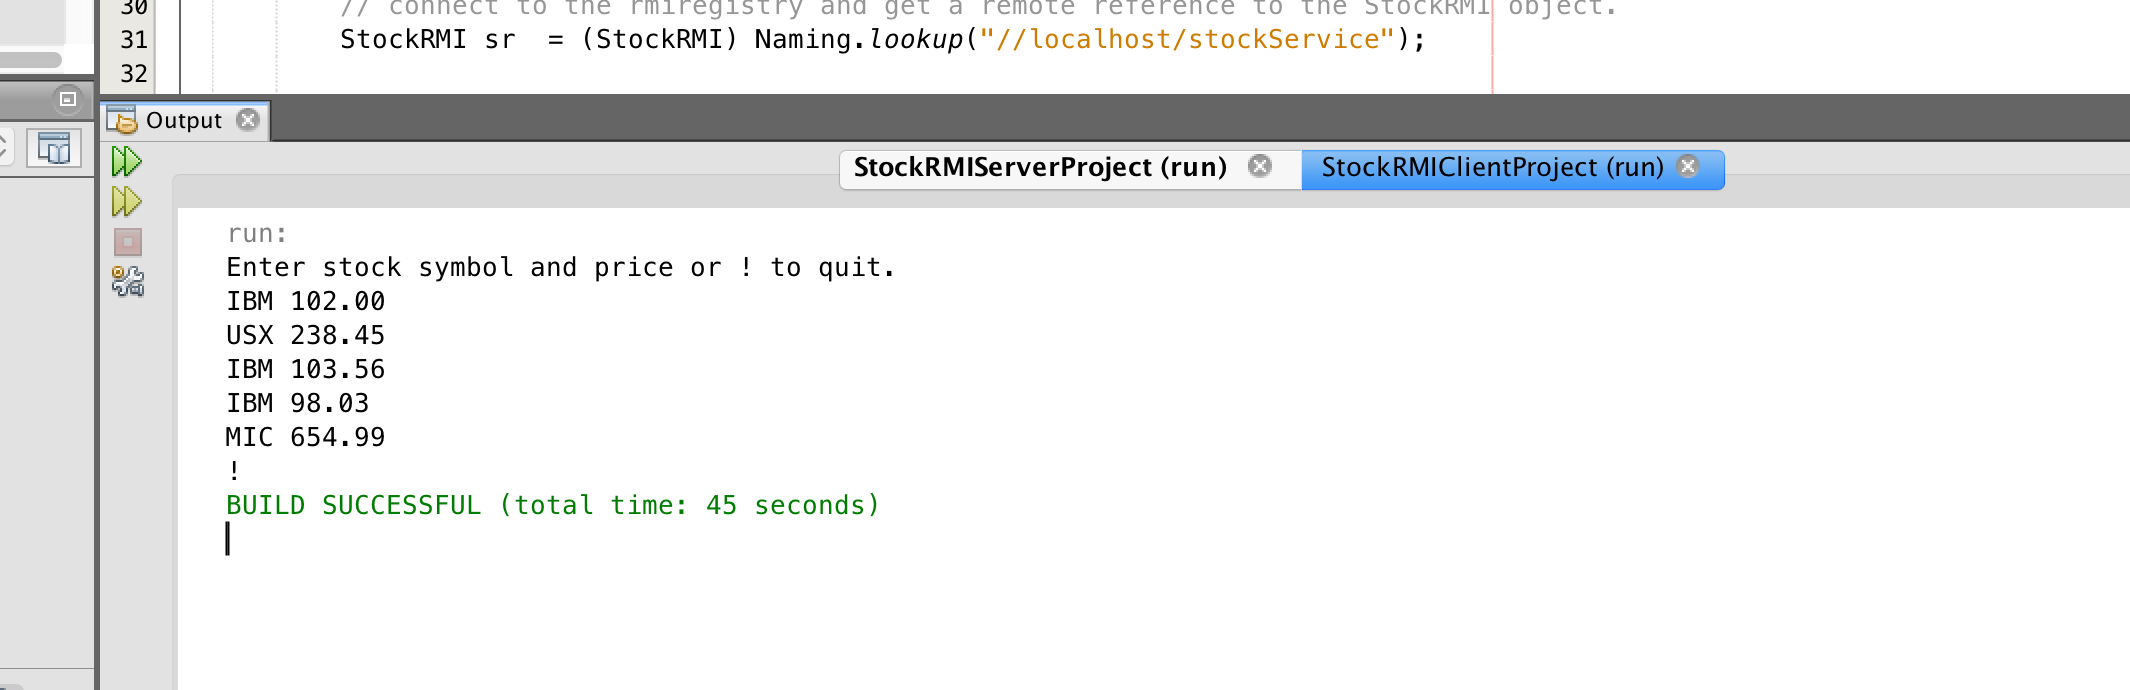 30 // connect to the rmiregistry and get a remote reference to the StockRMI object.
31 StockRMI sr  = (StockRMI) Naming.lookup("//localhost/stockService");
32
Output
StockRMIServerProject (run) StockRMIClientProject (run)
run:
Enter stock symbol and price or ! to quit.
IBM 102.00
USX 238.45
IBM 103.56
IBM 98.03
MIC 654.99
!
BUILD SUCCESSFUL (total time: 45 seconds)